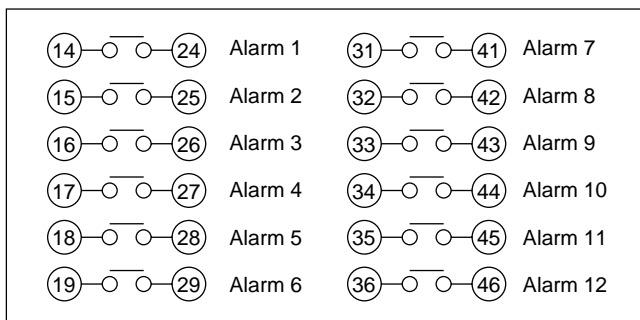 14 24 Alarm 1 31 41 Alarm 7
15 25 Alarm 2 32 42 Alarm 8
16 26 Alarm 3 33 43 Alarm 9
17 27 Alarm 4 34 44 Alarm 10
18 28 Alarm 5 35 45 Alarm 11
19 29 Alarm 6 36 46 Alarm 12